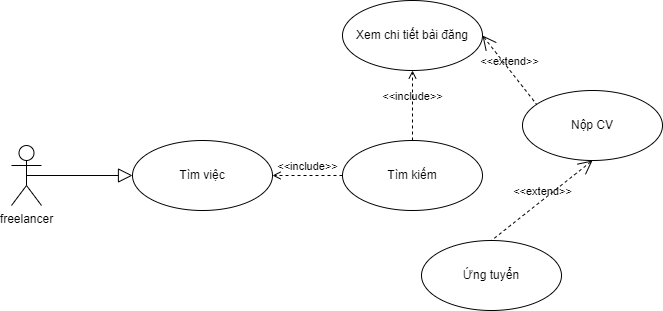 Xem chi tiết bài đăng
<<extend>>
<<include>>
Nộp CV
<<include>>
Tìm việc
Tìm kiếm
<<extend>>
freelancer
Ứng tuyển